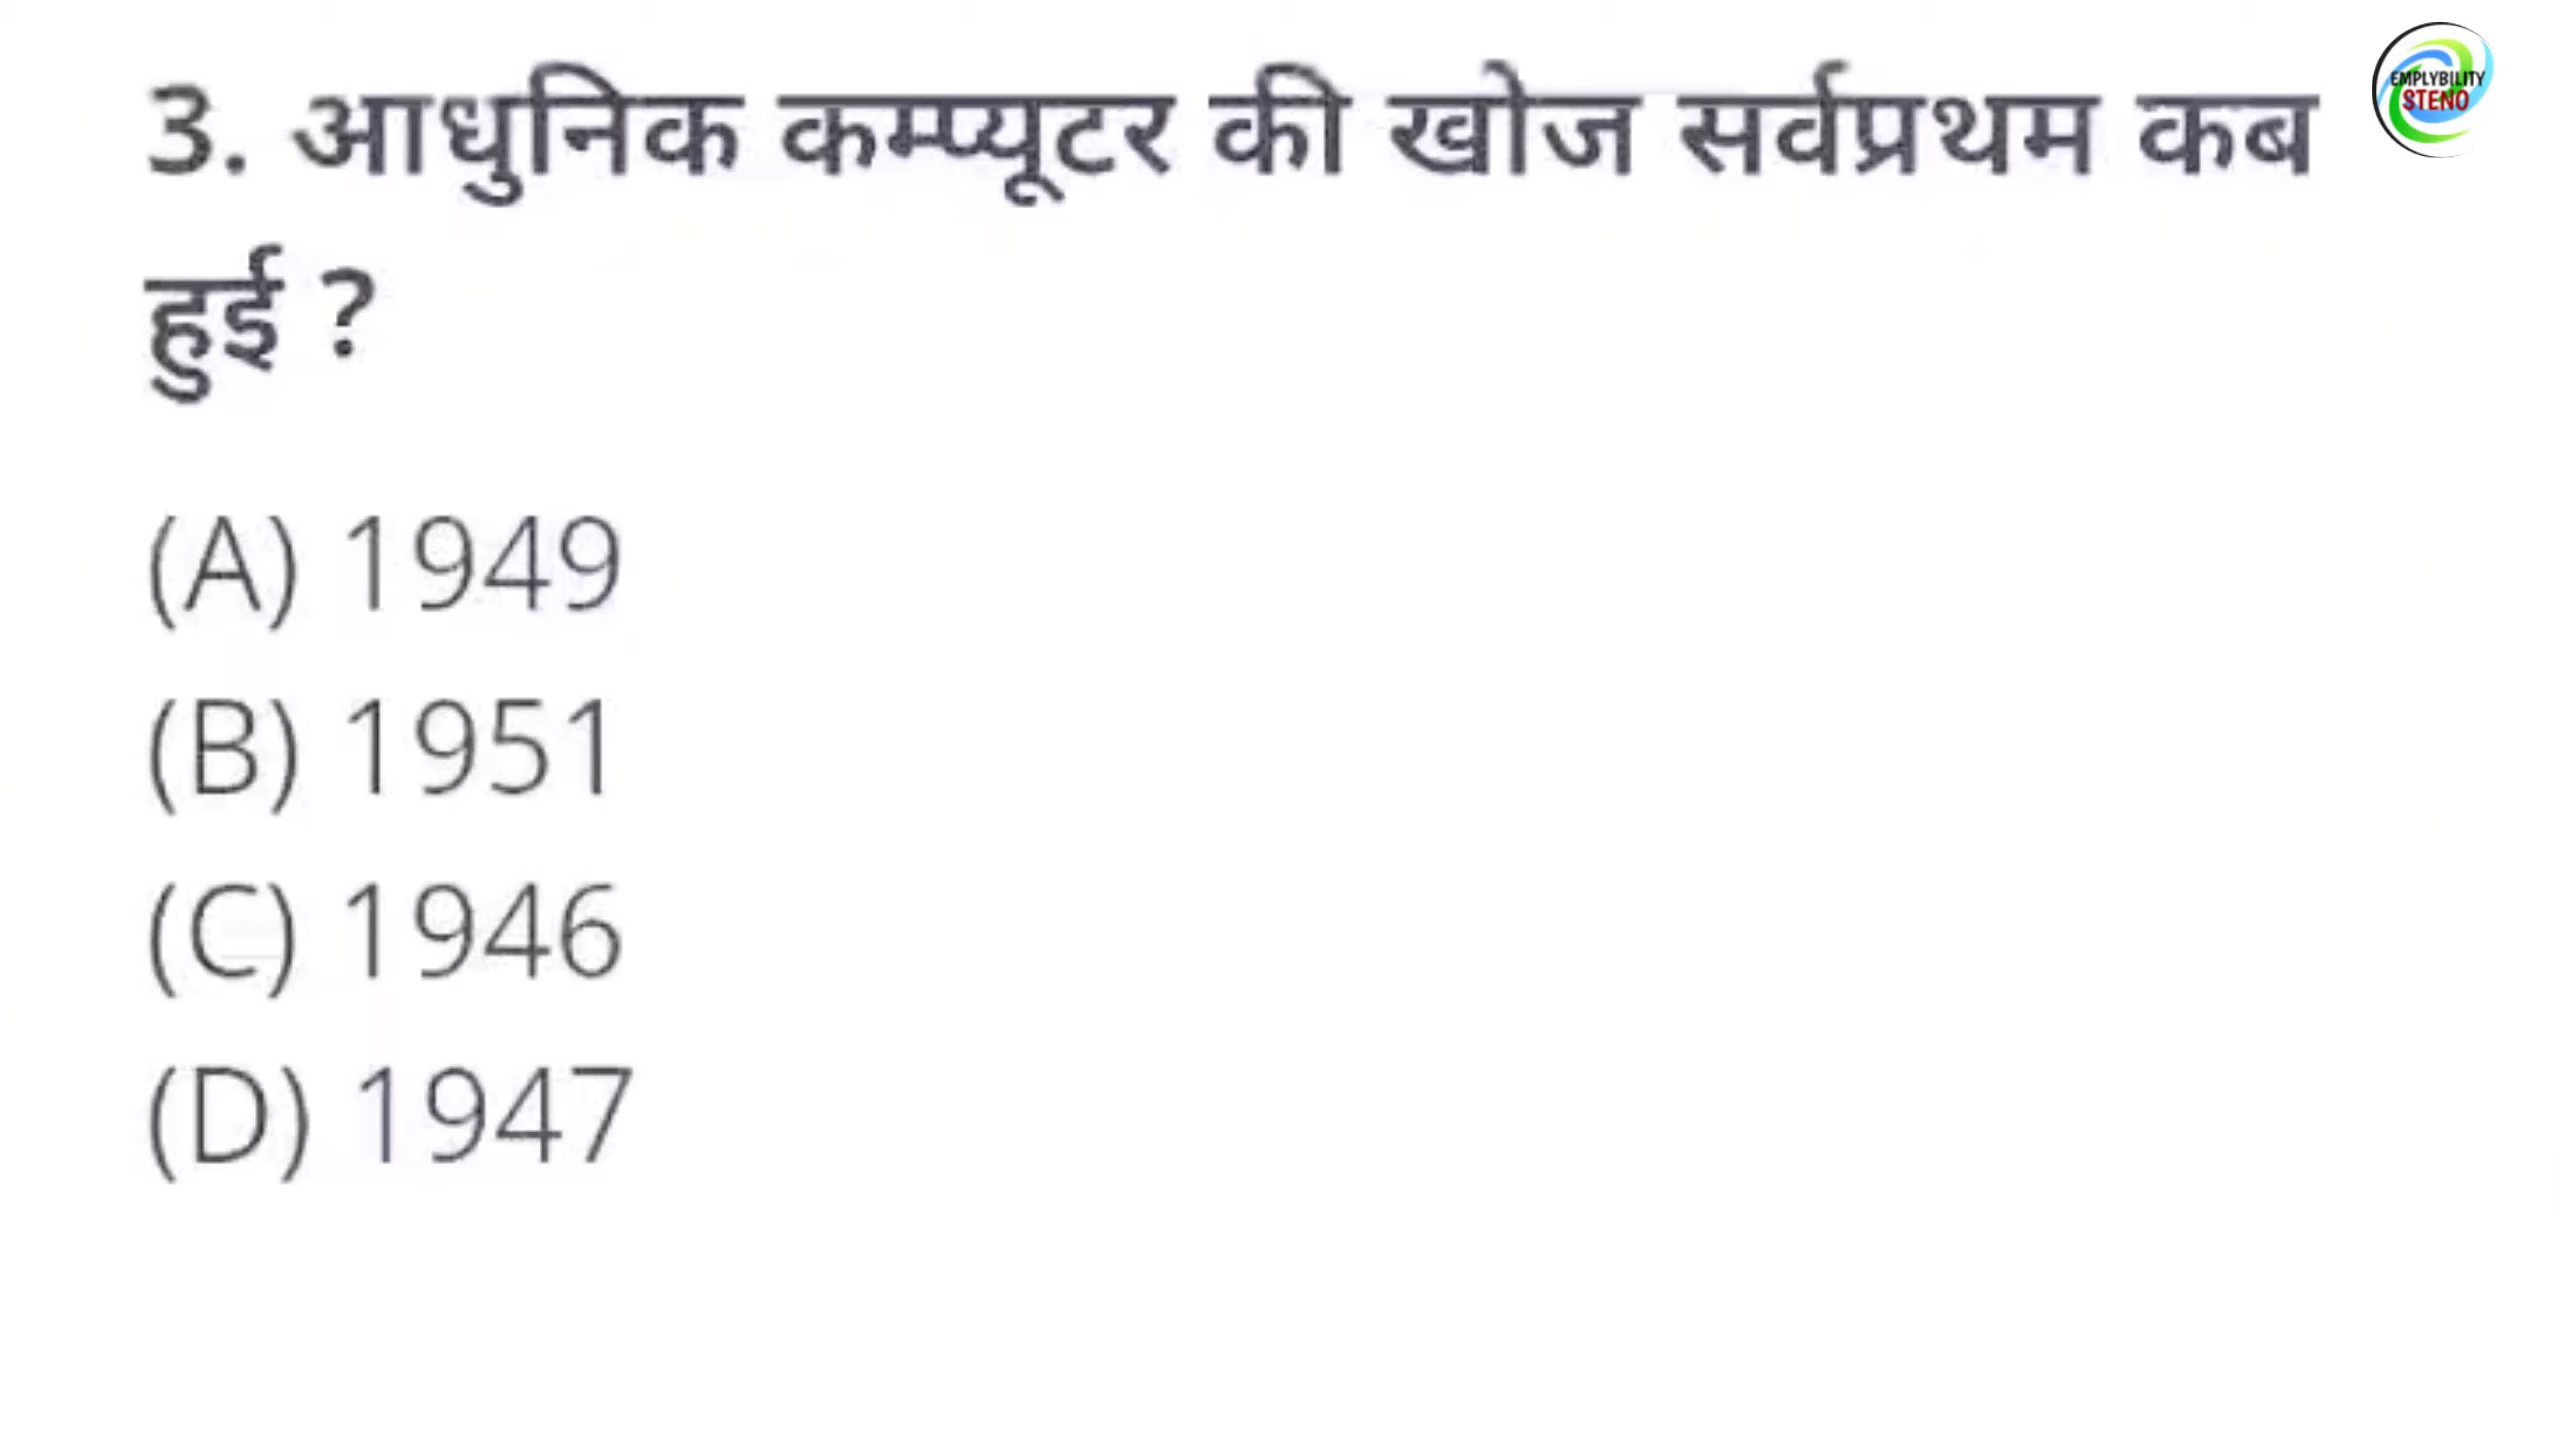 3. आधुनिक कम्प्यूटर की खोज सर्वप्रथम कब
हुई ?
(A) 1949
(B) 1951
(C) 1946
(D) 1947
EMPLYBILITY
STENO